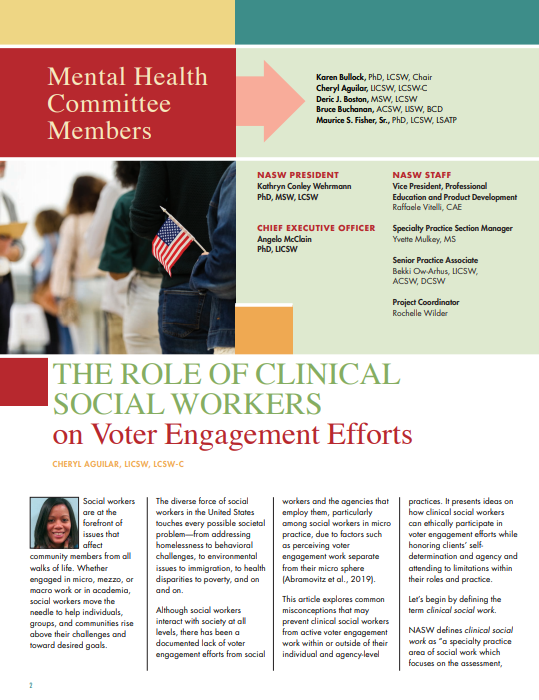 Mental Health
Committee
Members
Karen Bullock, PhD, LCSW, Chair
Cheryl Aguilar, LICSW, LCSW-C
Deric J. Boston, MSW, LCSW
Bruce Buchanan, ACSW, LISW, BCD
Maurice S. Fisher, Sr., PhD, LCSW, LSATP
NASW PRESIDENT
Kathryn Conley Wehrmann
PhD, MSW, LCSW
CHIEF EXECUTIVE OFFICER
Angelo McClain
PhD, LICSW
NASW STAFF
Vice President, Professional
Education and Product Development
Raffaele Vitelli, CAE
Specialty Practice Section Manager
Yvette Mulkey, MS
Senior Practice Associate
Bekki Ow-Arhus, LICSW,
ACSW, DCSW
Project Coordinator
Rochelle Wilder
THE ROLE OF CLINICAL
SOCIAL WORKERS
on Voter Engagement Efforts
CHERYL AGUILAR, LICSW, LCSW-C
Social workers
are at the
forefront of
issues that
affect
community members from all
walks of life. Whether
engaged in micro, mezzo, or
macro work or in academia,
social workers move the
needle to help individuals,
groups, and communities rise
above their challenges and
toward desired goals.
The diverse force of social
workers in the United States
touches every possible societal
problem—from addressing
homelessness to behavioral
challenges, to environmental
issues to immigration, to health
disparities to poverty, and on
and on.
Although social workers
interact with society at all
levels, there has been a
documented lack of voter
engagement efforts from social
workers and the agencies that
employ them, particularly
among social workers in micro
practice, due to factors such
as perceiving voter
engagement work separate
from their micro sphere
(Abramovitz et al., 2019).
This article explores common
misconceptions that may
prevent clinical social workers
from active voter engagement
work within or outside of their
individual and agency-level
practices. It presents ideas on
how clinical social workers
can ethically participate in
voter engagement efforts while
honoring clients' self-
determination and agency and
attending to limitations within
their roles and practice.
Let's begin by defining the
term clinical social work.
NASW defines clinical social
work as "a specialty practice
area of social work which
focuses on the assessment,
2